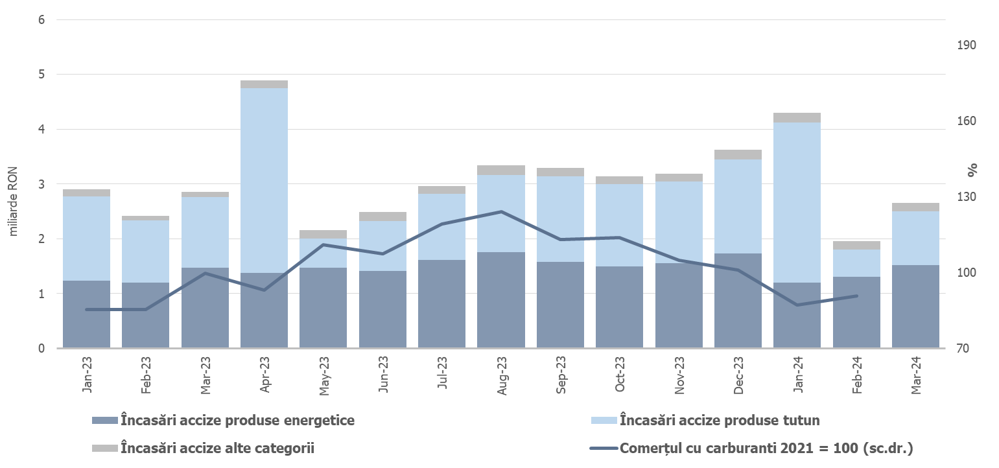 6
5
4
3
2
1
0
miliarde RON
190
160
130
100
70
%
Jan-23
Feb-23
Mar-23
Apr-23
May-23
Jun-23
Jul-23
Aug-23
Sep-23
Oct-23
Nov-23
Dec-23
Jan-24
Feb-24
Mar-24
Încasări accize produse energetice
Încasări accize produse tutun
Încasări accize alte categorii
Comerțul cu carburanti 2021 = 100 (sc.dr.)